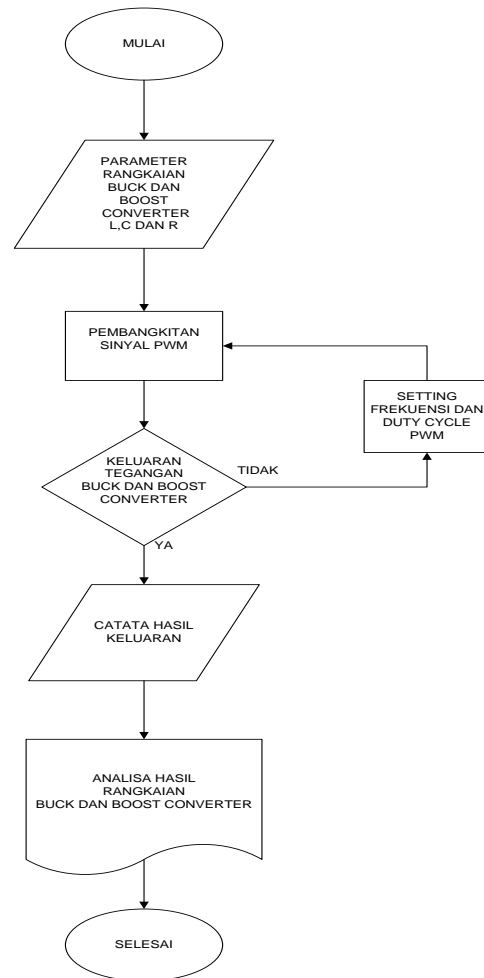 MULAI
PARAMETER
RANGKAIAN
BUCK DAN
BOOST
CONVERTER
L,C DAN R
PEMBANGKITAN
SINYAL PWM
SETTING
FREKUENSI DAN
DUTY CYCLE
PWM
KELUARAN
TEGANGAN
BUCK DAN BOOST
CONVERTER
TIDAK
YA
CATATA HASIL
KELUARAN
ANALISA HASIL
RANGKAIAN
BUCK DAN BOOST CONVERTER
SELESAI